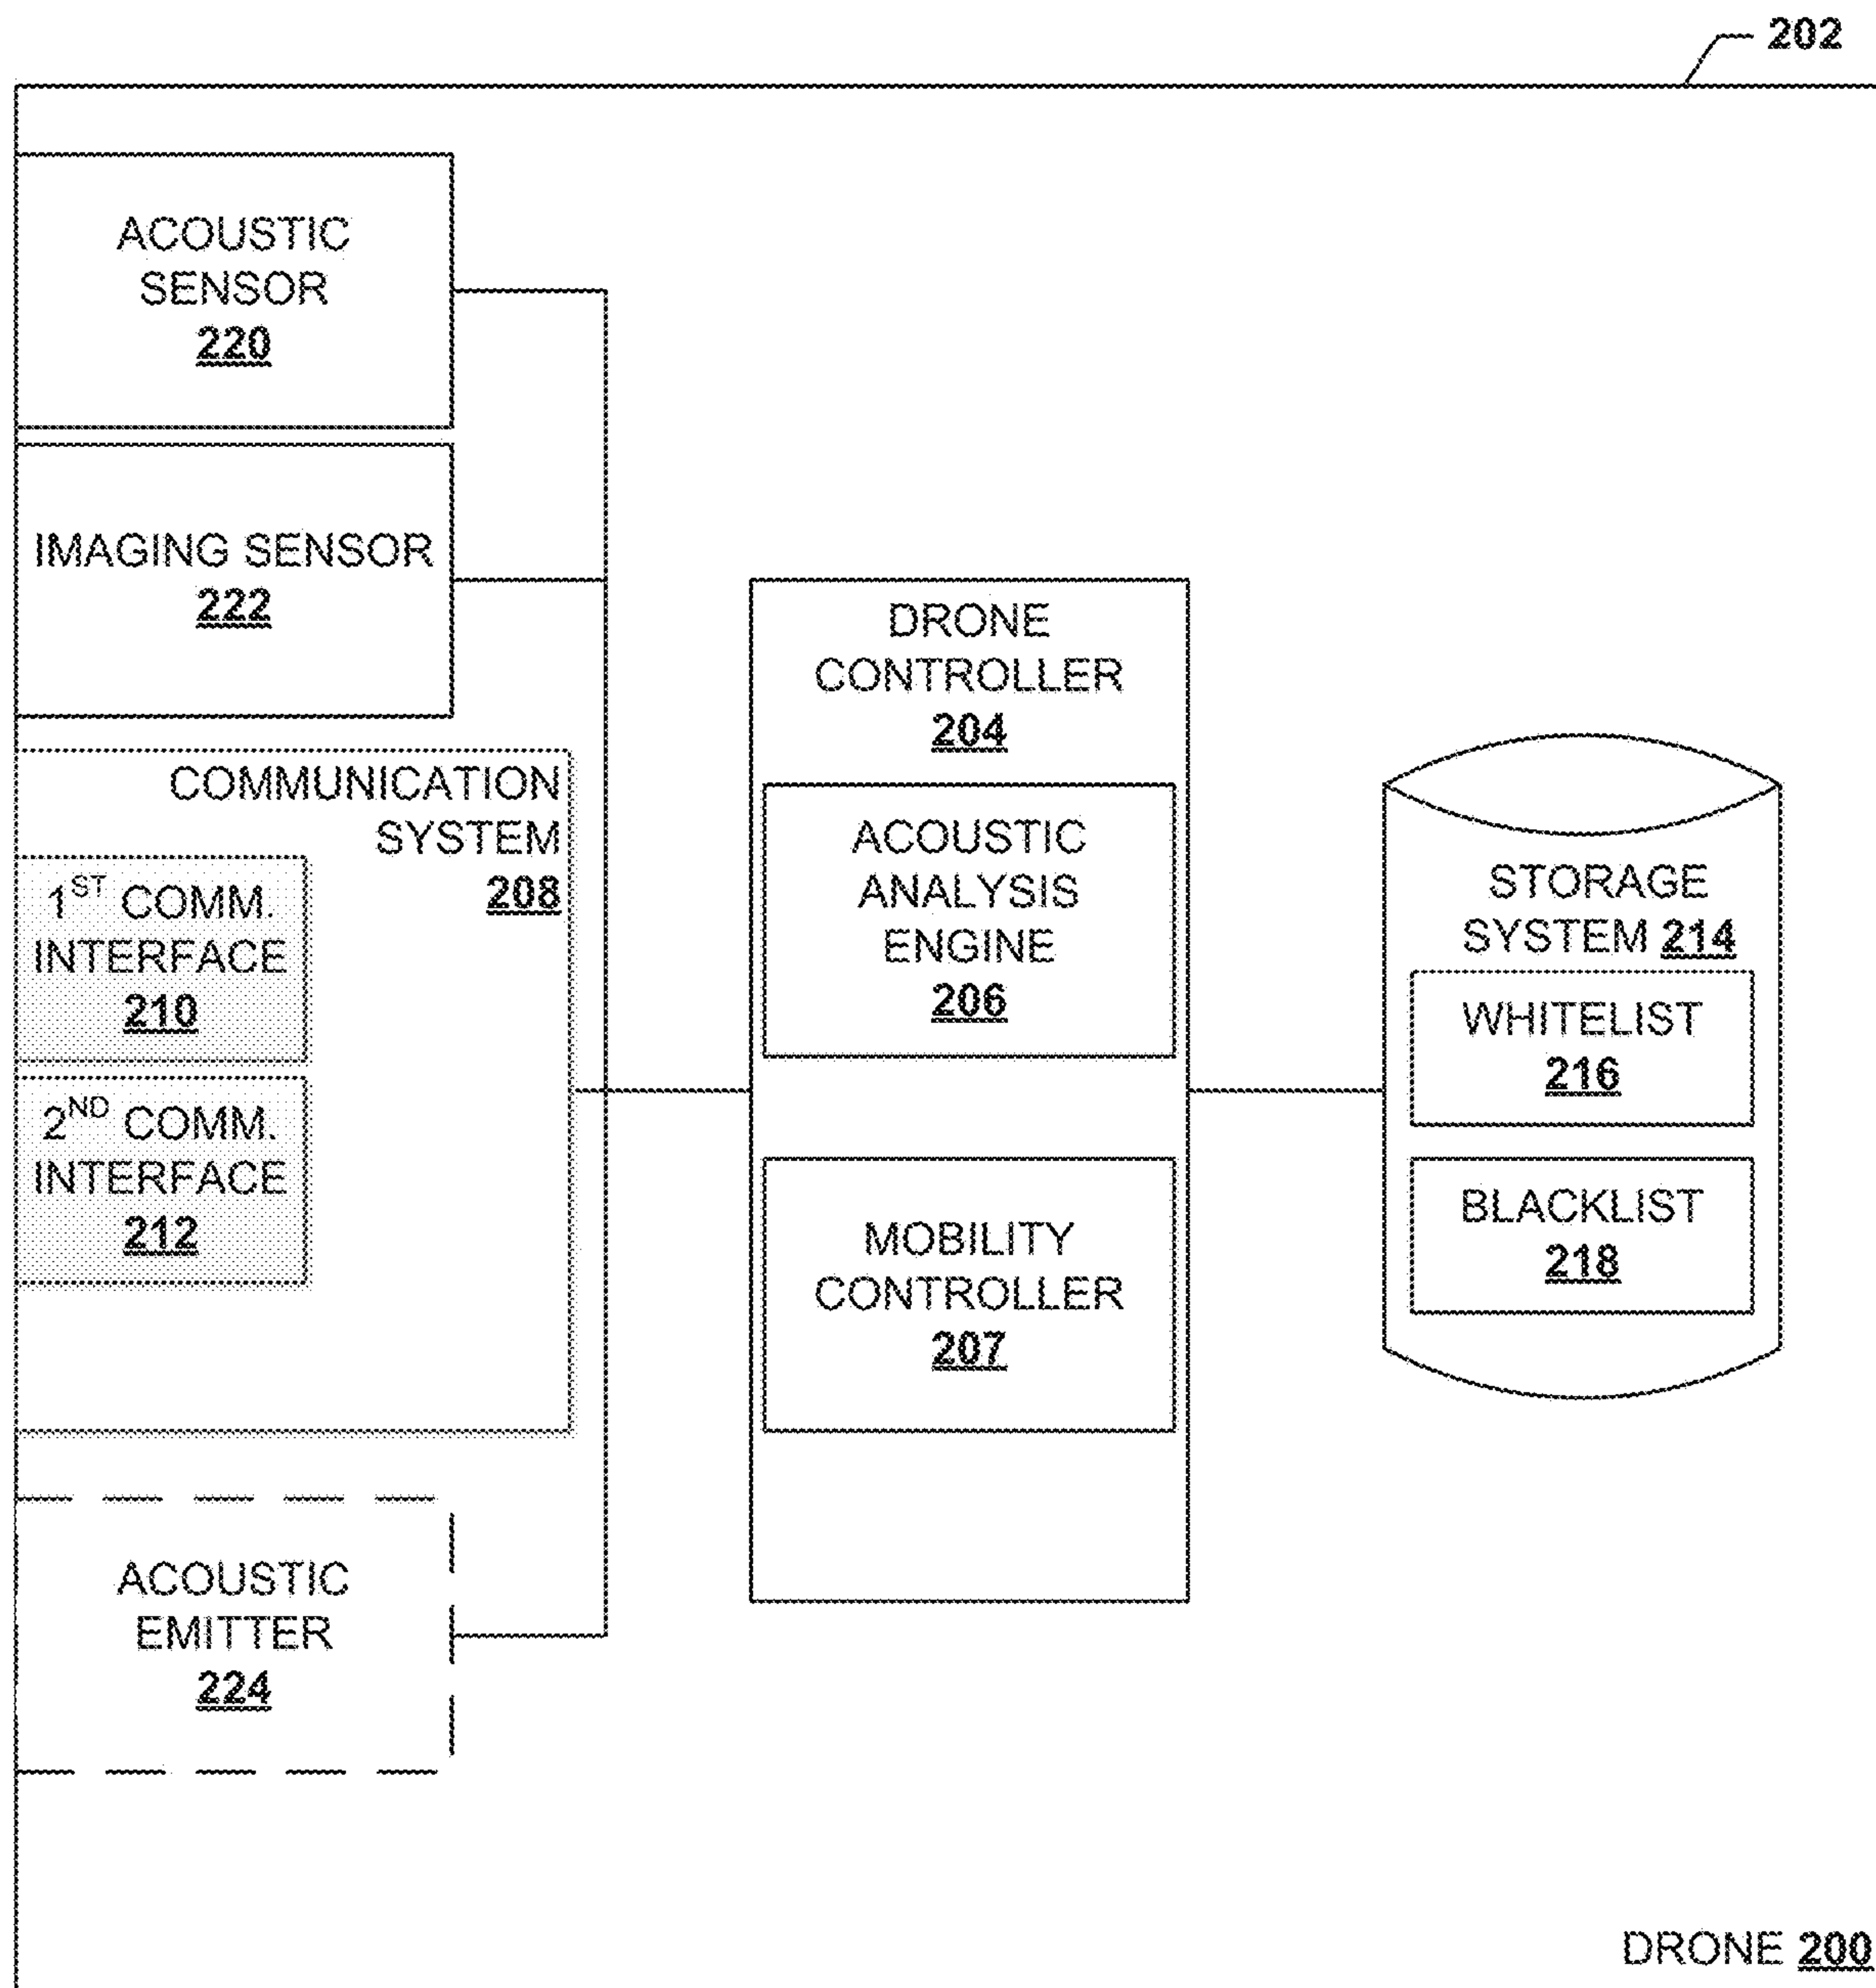 202
ACOUSTIC
SENSOR
220
IMAGING SENSOR
222
COMMUNICATION
SYSTEM
208
1ST COMM.
INTERFACE
210
2ND COMM.
INTERFACE
212
ACOUSTIC
EMITTER
224
DRONE
CONTROLLER
204
ACOUSTIC
ANALYSIS
ENGINE
206
MOBILITY
CONTROLLER
207
STORAGE
SYSTEM 214
WHITELIST
216
BLACKLIST
218
DRONE 200